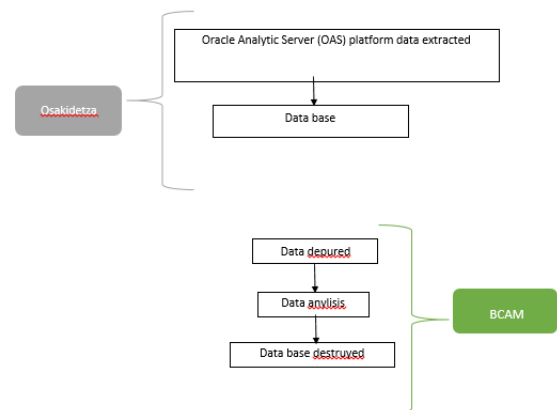 Oracle Analytic Server (OAS) platform data extracted
Osakidetza
Data base
Data depured
Data anylisis
BCAM
Data base destruyed